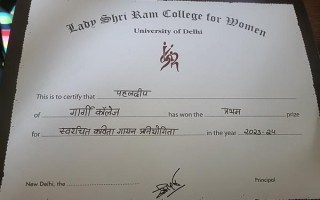 Lady Shri Ram College for Women
University of Delhi
This is to certify that पहलदीप
of गार्गी कॉलेज has won the प्रथम prize
for स्वरचित कविता गायन प्रतियोगिता in the year 2023-24
New Delhi, the Principal